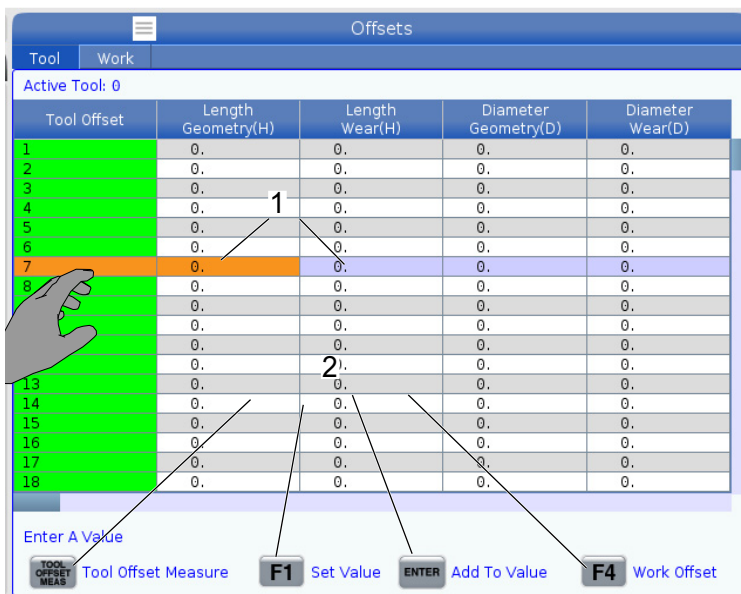 Offsets
Tool Work
Active Tool: 0
Tool Offset Length Geometry(H) Length Wear(H) Diameter Geometry(D) Diameter Wear(D)
1 0. 0. 0. 0.
2 0. 0. 0. 0.
3 0. 0. 0. 0.
4 0. 0. 0. 0.
1
5 0. 0. 0. 0.
6 0. 0. 0. 0.
7 0. 0. 0. 0.
8 0. 0. 0. 0.
0. 0. 0. 0.
0. 0. 0. 0.
0. 0. 0. 0.
0. 0. 0.
2
13 0. 0. 0. 0.
14 0. 0. 0. 0.
15 0. 0. 0. 0.
16 0. 0. 0. 0.
17 0. 0. 0. 0.
18 0. 0. 0. 0.
Enter A Value
TOOL OFFSET MEAS Tool Offset Measure F1 Set Value ENTER Add To Value F4 Work Offset